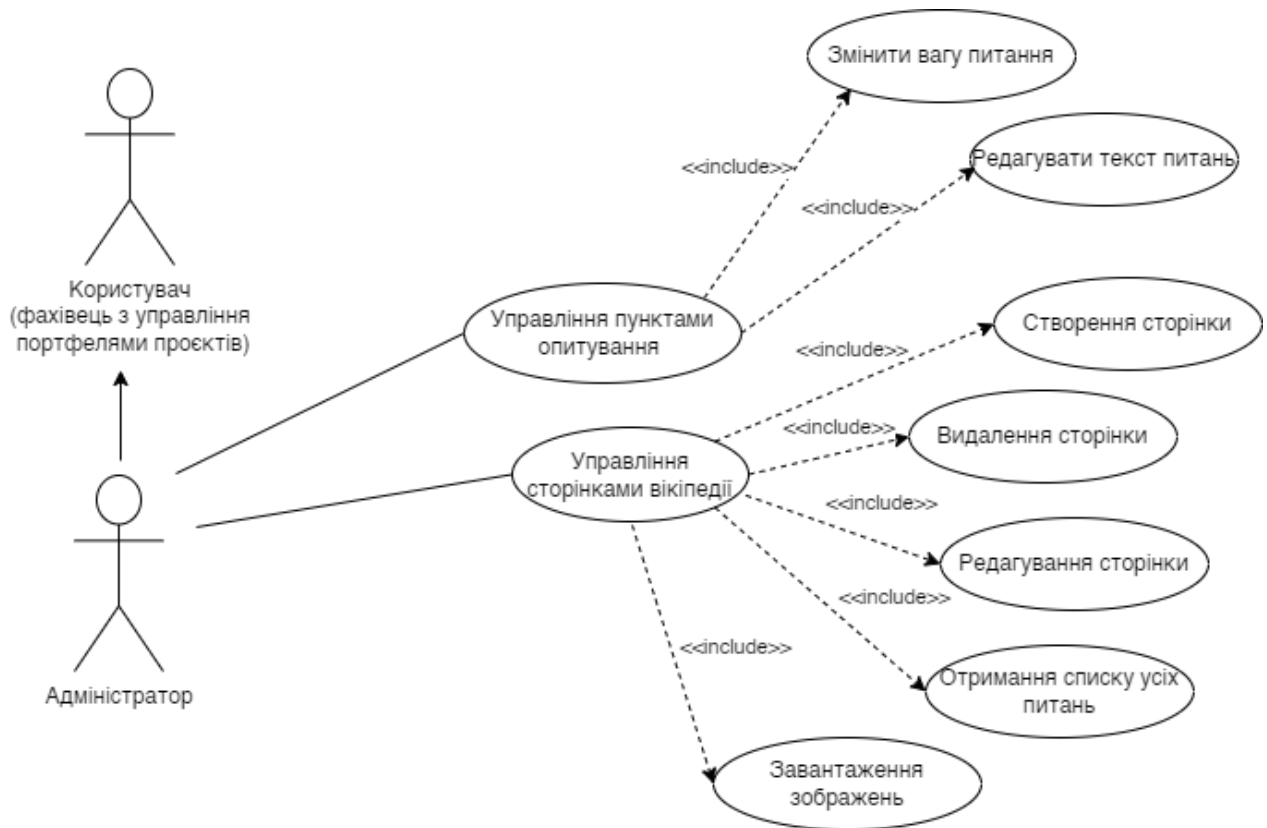 Змінити вагу питання
<<include>>
Редагувати текст питань
<<include>>
Користувач
(фахівець з управління
портфелями проєктів)
Управління пунктами
опитування
Створення сторінки
<<include>>
Видалення сторінки
<<include>>
Управління
сторінками вікіпедії
<<include>>
Редагування сторінки
<<include>>
<<include>>
Отримання списку усіх
питань
Адміністратор
Завантаження
зображень